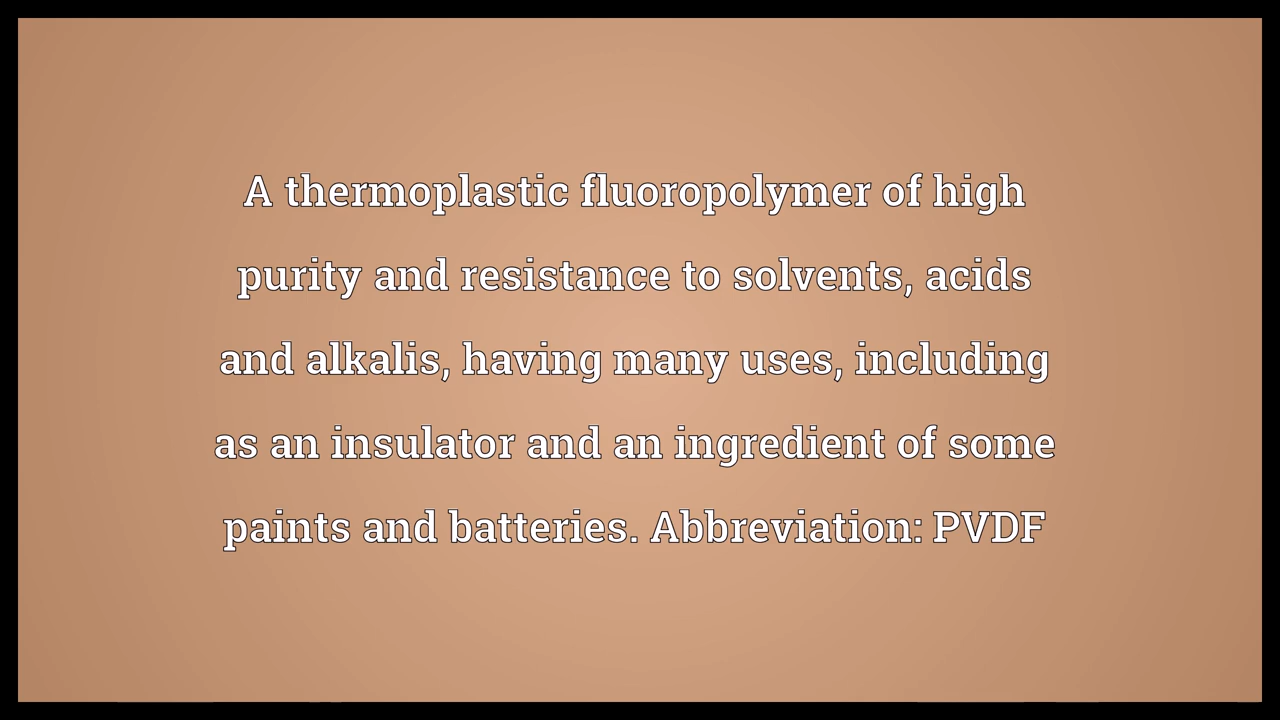 A thermoplastic fluoropolymer of high
purity and resistance to solvents, acids
and alkalis, having many uses, including
as an insulator and an ingredient of some
paints and batteries. Abbreviation: PVDF